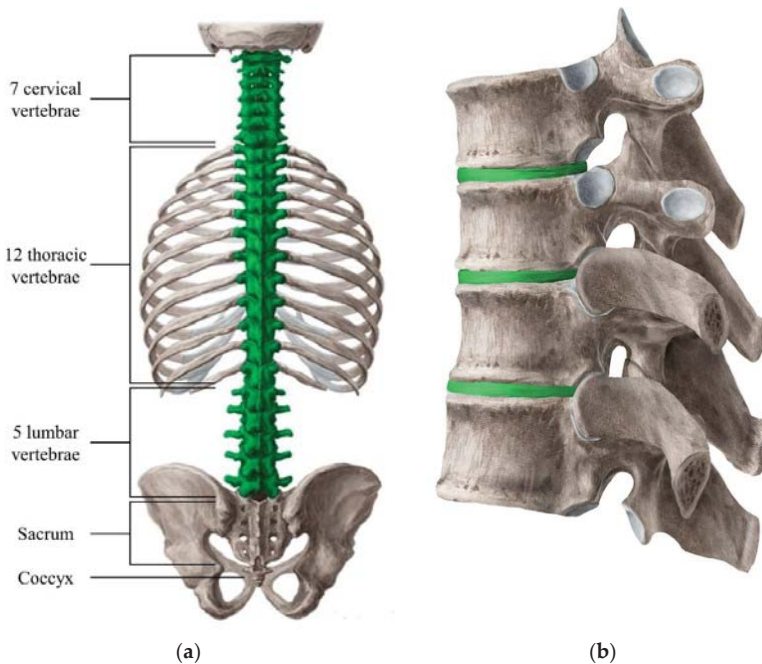 7 cervical
vertebrae
12 thoracic
vertebrae
5 lumbar
vertebrae
Sacrum
Coccyx
(a)
(b)